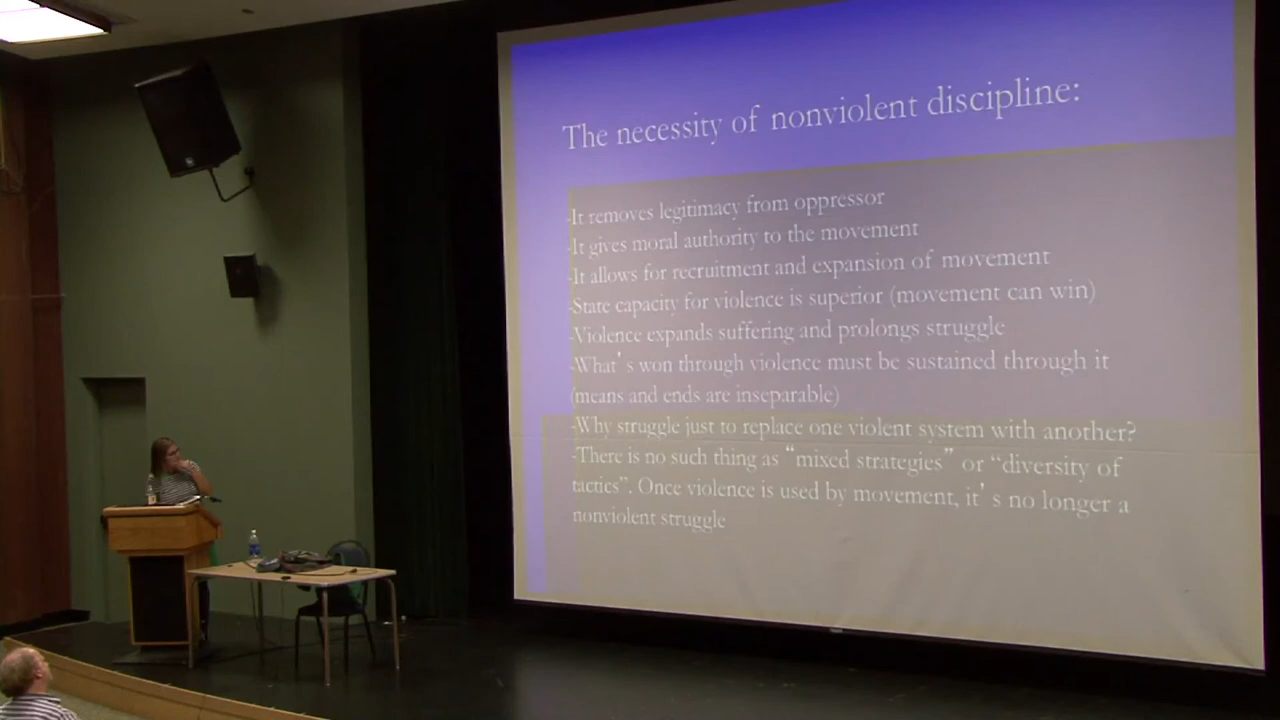 The necessity of nonviolent discipline:
-It removes legitimacy from oppressor
-It gives moral authority to the movement
-It allows for recruitment and expansion of movement
-State capacity for violence is superior (movement can win)
-Violence expands suffering and prolongs struggle
-What's won through violence must be sustained through it
(means and ends are inseparable)
-Why struggle just to replace one violent system with another?
-There is no such thing as “mixed strategies” or “diversity of
tactics”. Once violence is used by movement, it's no longer a
nonviolent struggle